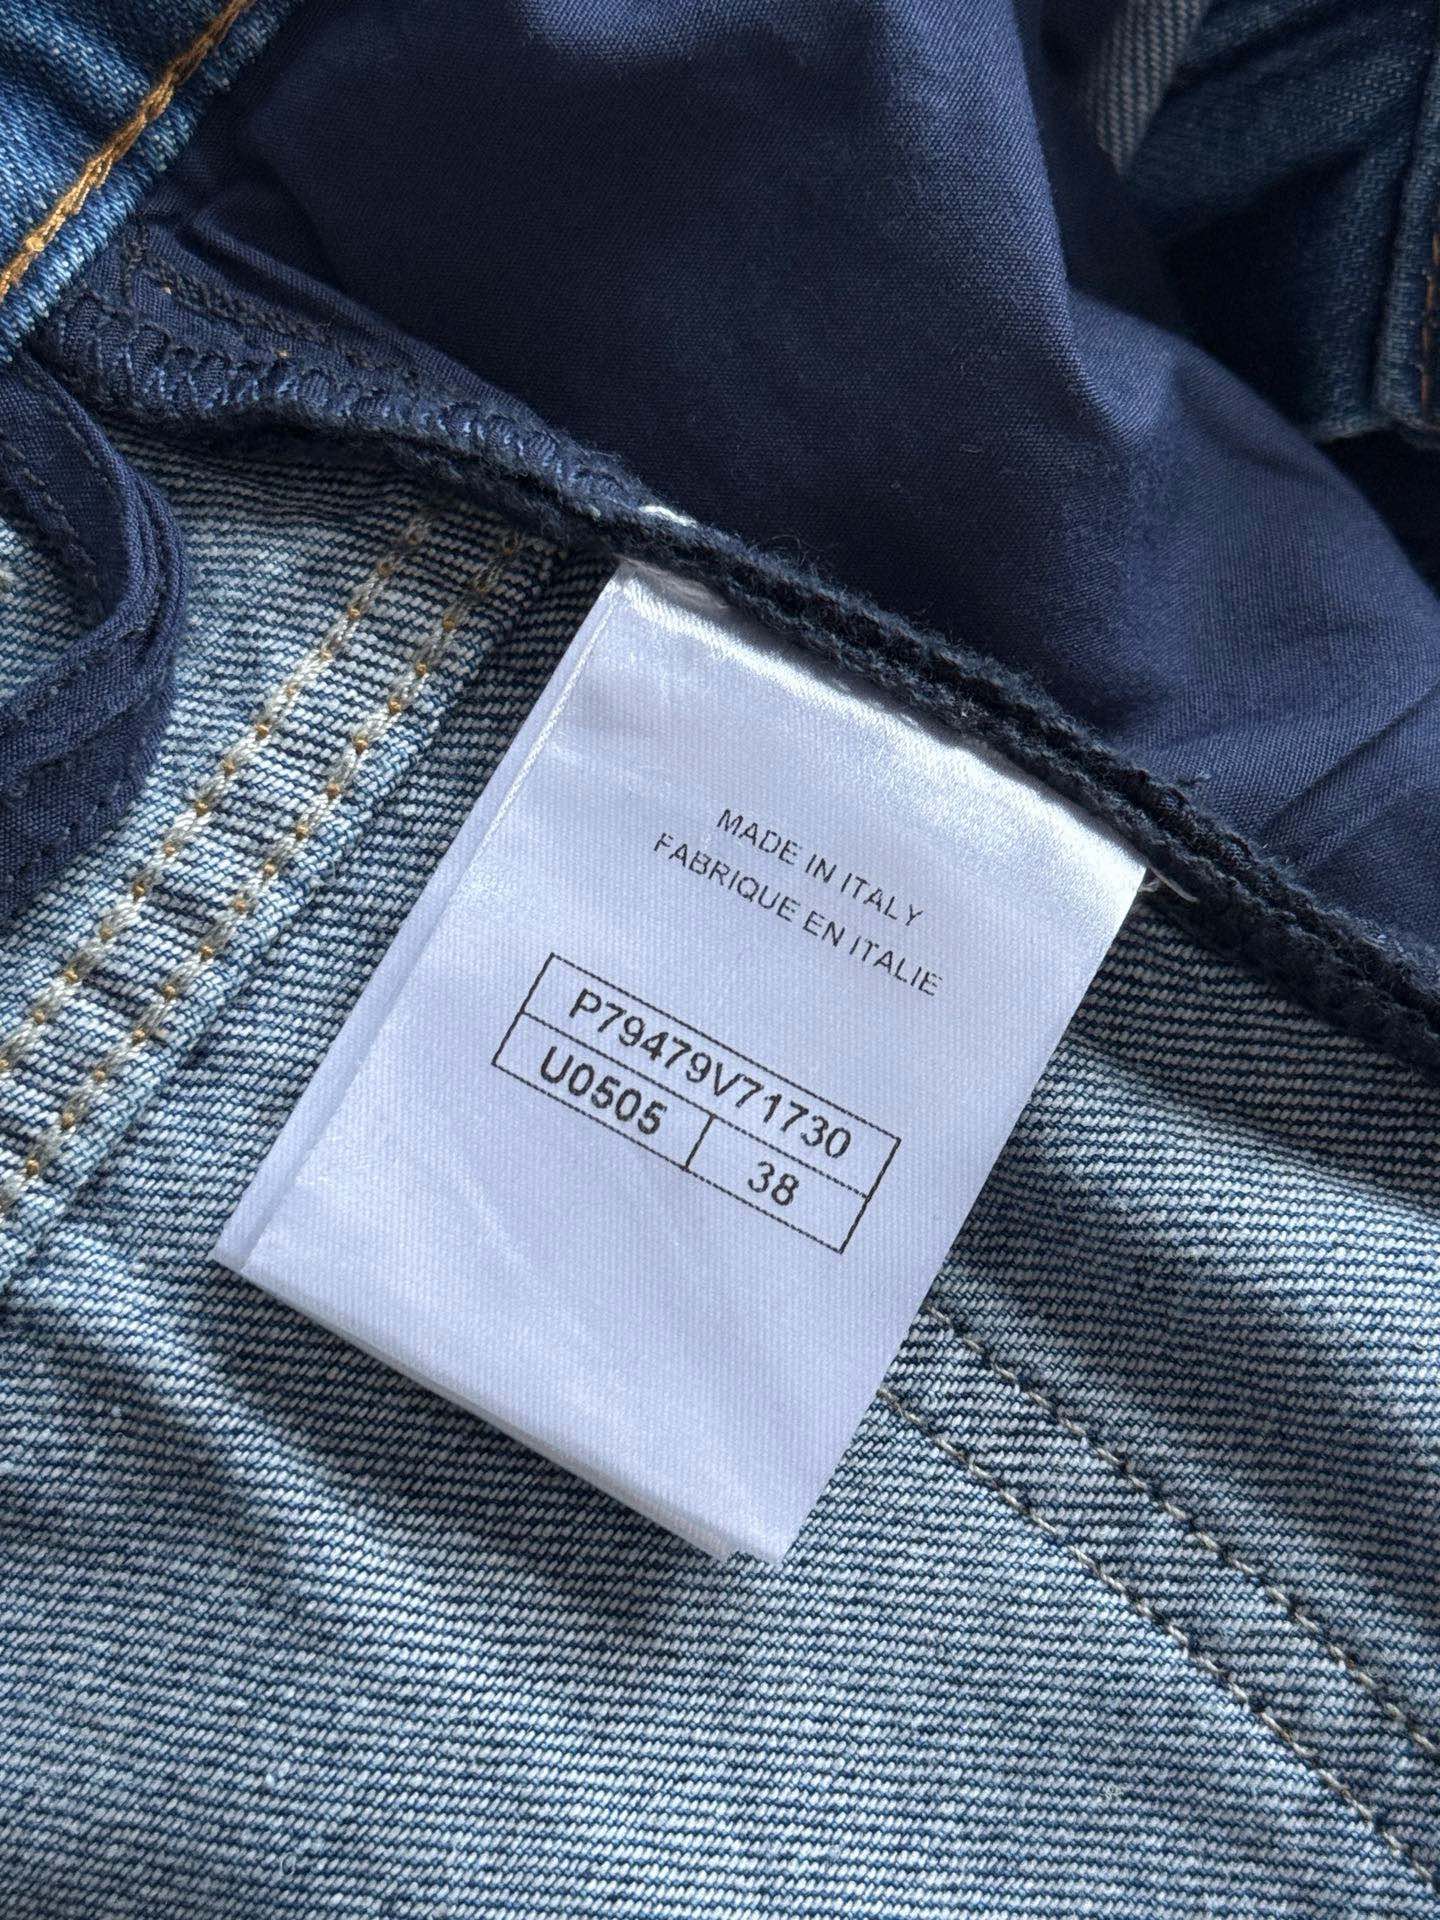 MADE IN ITALY
FABRIQUE EN ITALIE
P79479V71730
U0505 38